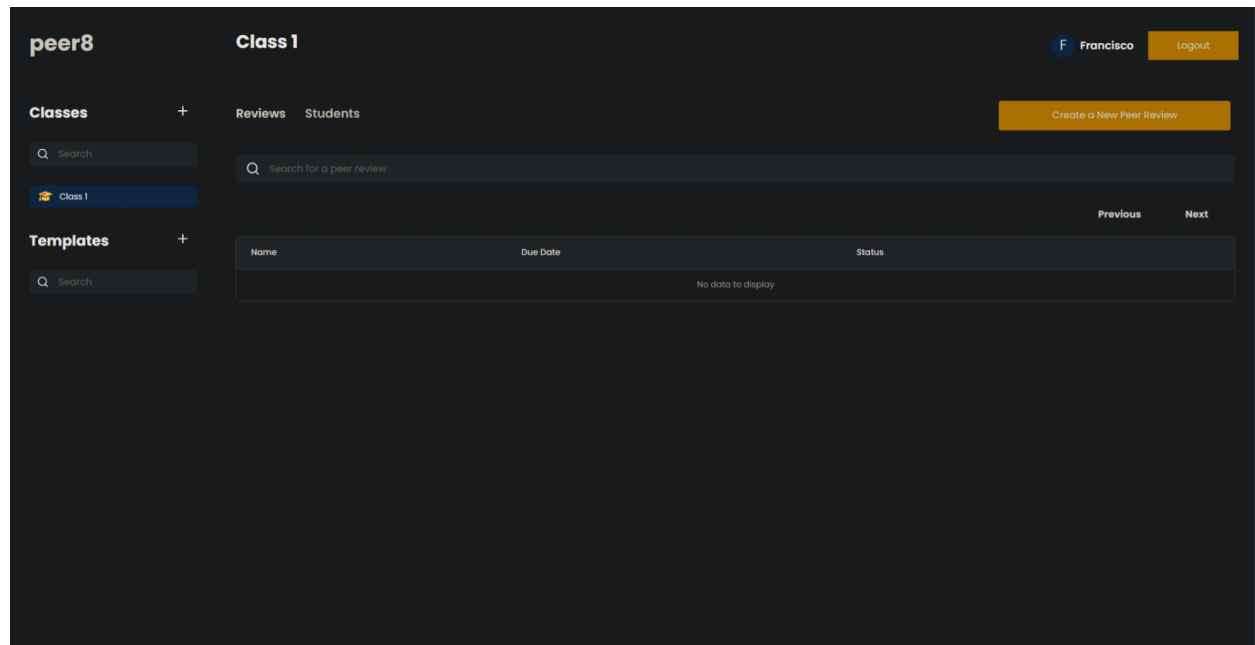 peer8
Class 1
F Francisco
Logout
Classes +
Search
Class 1
Templates +
Search
Reviews Students
Create a New Peer Review
Search for a peer review
Previous Next
Name Due Date Status
No data to display